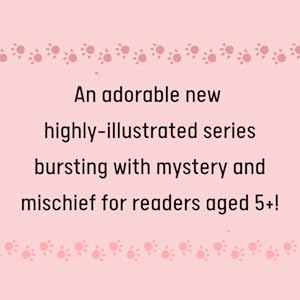 An adorable new
highly-illustrated series
bursting with mystery and
mischief for readers aged 5+!